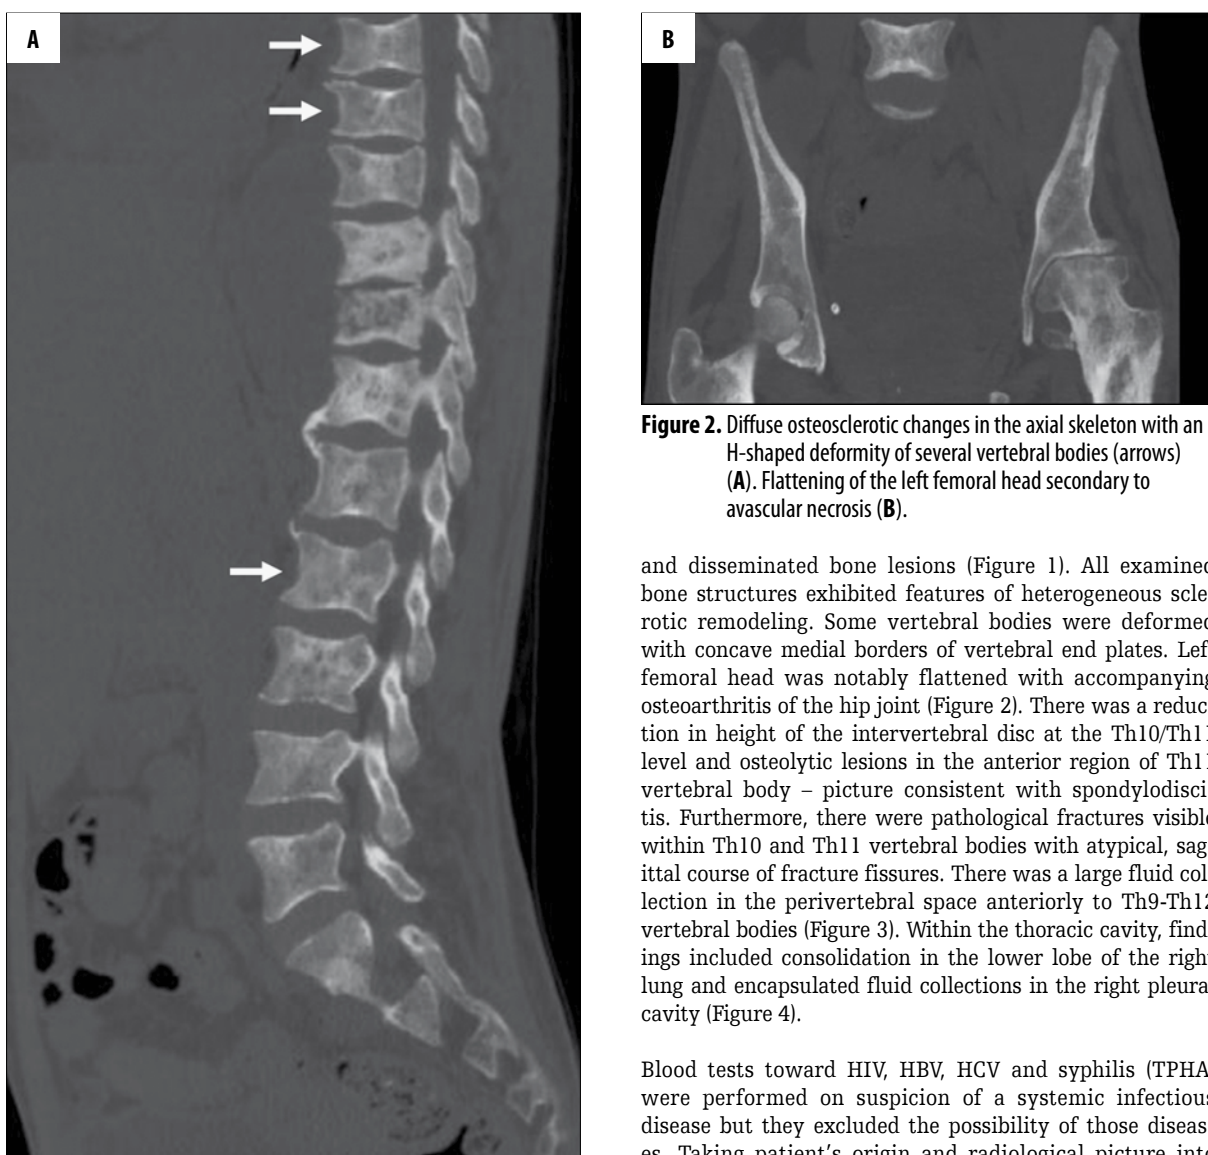 A
B
Figure 2. Diffuse osteosclerotic changes in the axial skeleton with an
H-shaped deformity of several vertebral bodies (arrows)
(A). Flattening of the left femoral head secondary to
avascular necrosis (B).
and disseminated bone lesions (Figure 1). All examined
bone structures exhibited features of heterogeneous scle
rotic remodeling. Some vertebral bodies were deformed
with concave medial borders of vertebral end plates. Lef
femoral head was notably flattened with accompanying
osteoarthritis of the hip joint (Figure 2). There was a reduc
tion in height of the intervertebral disc at the Th10/Th11
level and osteolytic lesions in the anterior region of Th11
vertebral body – picture consistent with spondylodisci
tis. Furthermore, there were pathological fractures visible
within Th10 and Th11 vertebral bodies with atypical, sag
ittal course of fracture fissures. There was a large fluid col
lection in the perivertebral space anteriorly to Th9-Th12
vertebral bodies (Figure 3). Within the thoracic cavity, find
ings included consolidation in the lower lobe of the right
lung and encapsulated fluid collections in the right pleura
cavity (Figure 4).
Blood tests toward HIV, HBV, HCV and syphilis (TPHA
were performed on suspicion of a systemic infectious
disease but they excluded the possibility of those diseas
es. Taking patient's origin and radiological picture into